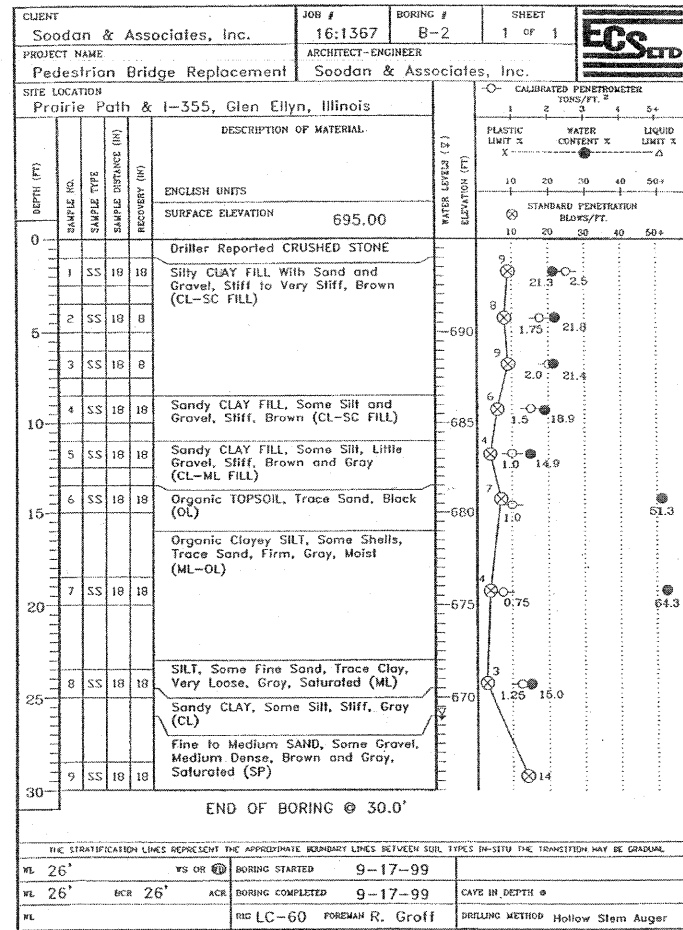 CLIENT
Soodan & Associates, Inc.
JOB #
16:1367
BORING #
B-2
SHEET
1 OF 1
ECS LTD
PROJECT NAME
Pedestrian Bridge Replacement
ARCHITECT-ENGINEER
Soodan & Associates, Inc.
SITE LOCATION
Prairie Path & I-355, Glen Ellyn, Illinois
CALIBRATED PENETROMETER
TONS/FT. 2
1 2 3 4 5+
PLASTIC LIMIT %
WATER CONTENT %
LIQUID LIMIT %
X
10 20 30 40 50+
STANDARD PENETRATION
BLOWS/FT.
10 20 30 40 50+
DEPTH (FT)
SAMPLE NO.
SAMPLE TYPE
SAMPLE DISTANCE (IN)
RECOVERY (IN)
DESCRIPTION OF MATERIAL
ENGLISH UNITS
SURFACE ELEVATION 695.00
WATER LEVELS
ELEVATION (FT)
0
Driller Reported CRUSHED STONE
1 SS 18 18
Silty CLAY FILL With Sand and
Gravel, Stiff to Very Stiff, Brown
(CL-SC FILL)
9
21.3 2.5
2 SS 18 8
8
1.75 21.8
5
690
3 SS 18 8
9
2.0 21.4
4 SS 18 18
Sandy CLAY FILL, Some Silt and
Gravel, Stiff, Brown (CL-SC FILL)
6
1.5 18.9
10
685
5 SS 18 18
Sandy CLAY FILL, Some Silt, Little
Gravel, Stiff, Brown and Gray
(CL-ML FILL)
4
1.0 14.9
6 SS 18 18
Organic TOPSOIL, Trace Sand, Black
(OL)
7
1.0
51.3
15
680
Organic Clayey SILT, Some Shells,
Trace Sand, Firm, Gray, Moist
(ML-OL)
7 SS 18 18
4
0.75
64.3
20
675
SILT, Some Fine Sand, Trace Clay,
Very Loose, Gray, Saturated (ML)
8 SS 18 18
3
1.25 15.0
25
670
Sandy CLAY, Some Silt, Stiff, Gray
(CL)
Fine to Medium SAND, Some Gravel,
Medium Dense, Brown and Gray,
Saturated (SP)
9 SS 18 18
14
30
END OF BORING @ 30.0'
THE STRATIFICATION LINES REPRESENT THE APPROXIMATE BOUNDARY LINES BETWEEN SOIL TYPES IN-SITU THE TRANSITION MAY BE GRADUAL
WL 26' WS OR WD
BORING STARTED 9-17-99
WL 26' BCR 26' ACR
BORING COMPLETED 9-17-99
CAVE IN DEPTH @
WL
RIG LC-60 FOREMAN R. Groff
DRILLING METHOD Hollow Stem Auger